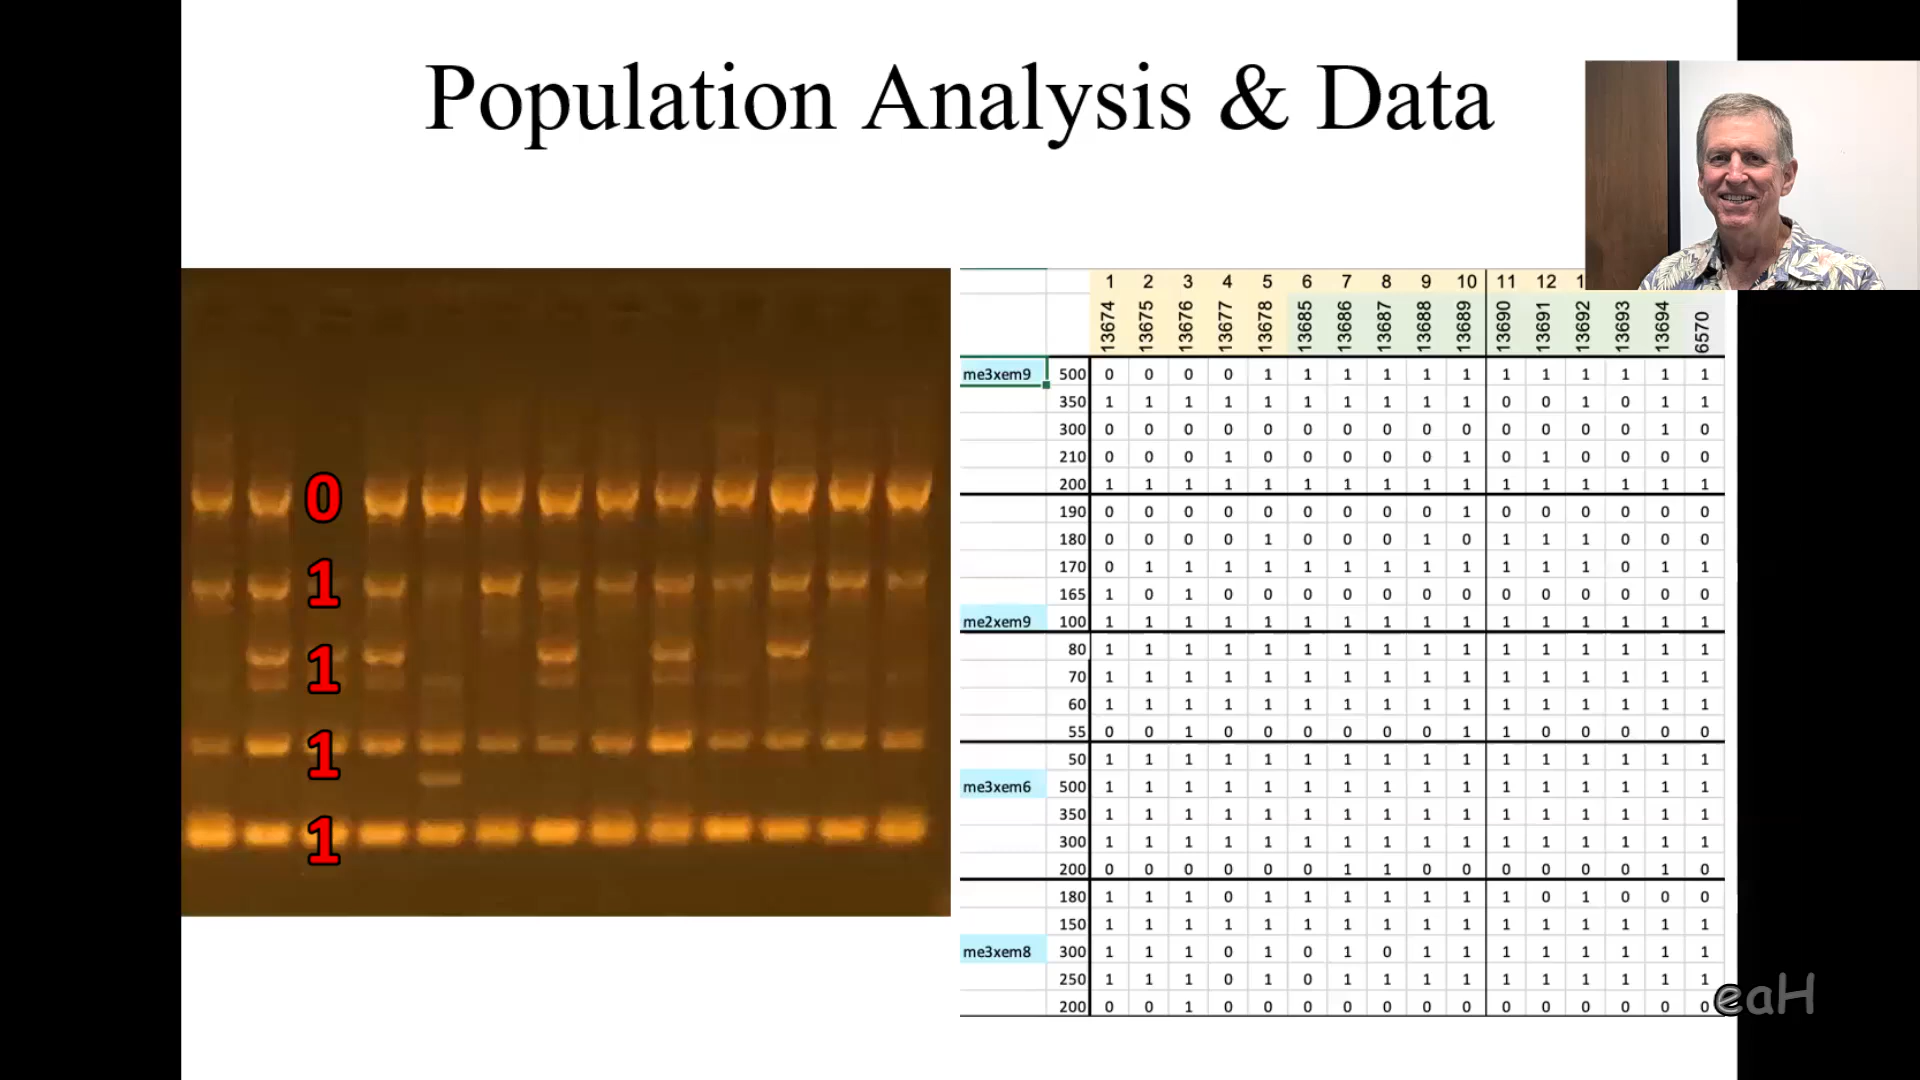 Population Analysis & Data
0
1
1
1
1
1 2 3 4 5 6 7 8 9 10 11 12 1
13674 13675 13676 13677 13678 13685 13686 13687 13688 13689 13690 13691 13692 13693 13694 6570
me3xem9 500 0 0 0 0 1 1 1 1 1 1 1 1 1 1 1 1
350 1 1 1 1 1 1 1 1 1 1 0 0 1 0 1 1
300 0 0 0 0 0 0 0 0 0 0 0 0 0 0 1 0
210 0 0 0 1 0 0 0 0 0 1 0 1 0 0 0 0
200 1 1 1 1 1 1 1 1 1 1 1 1 1 1 1 1
190 0 0 0 0 0 0 0 0 0 1 0 0 0 0 0 0
180 0 0 0 0 1 0 0 0 1 0 1 1 1 0 0 0
170 0 1 1 1 1 1 1 1 1 1 1 1 1 0 1 1
165 1 0 1 0 0 0 0 0 0 0 0 0 0 0 0 0
me2xem9 100 1 1 1 1 1 1 1 1 1 1 1 1 1 1 1 1
80 1 1 1 1 1 1 1 1 1 1 1 1 1 1 1 1
70 1 1 1 1 1 1 1 1 1 1 1 1 1 1 1 1
60 1 1 1 1 1 1 1 1 1 1 1 1 1 1 1 1
55 0 0 1 0 0 0 0 0 0 1 1 0 0 0 0 0
50 1 1 1 1 1 1 1 1 1 1 1 1 1 1 1 1
me3xem6 500 1 1 1 1 1 1 1 1 1 1 1 1 1 1 1 1
350 1 1 1 1 1 1 1 1 1 1 1 1 1 1 1 1
300 1 1 1 1 1 1 1 1 1 1 1 1 1 1 1 1
200 0 0 0 0 0 0 1 1 0 0 0 0 0 0 1 0
180 1 1 1 0 1 1 1 1 1 1 1 0 1 0 0 0
150 1 1 1 1 1 1 1 1 1 1 1 1 1 1 1 1
me3xem8 300 1 1 1 0 1 0 1 0 1 1 1 1 1 1 1 1
250 1 1 1 0 1 0 1 1 1 1 1 1 1 1 1 1
200 0 0 1 0 0 0 0 0 0 0 0 0 0 0 0 0
eaH